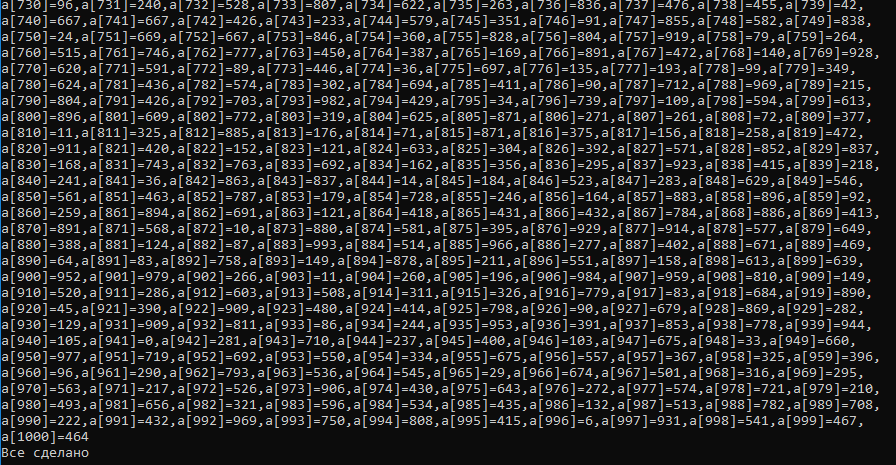 a[730]=96,a[731]=240,a[732]=528,a[733]=807,a[734]=622,a[735]=263,a[736]=836,a[737]=476,a[738]=455,a[739]=42,
a[740]=667,a[741]=667,a[742]=426,a[743]=233,a[744]=579,a[745]=351,a[746]=91,a[747]=855,a[748]=582,a[749]=838,
a[750]=24,a[751]=669,a[752]=667,a[753]=846,a[754]=360,a[755]=828,a[756]=804,a[757]=919,a[758]=79,a[759]=264,
a[760]=515,a[761]=746,a[762]=777,a[763]=450,a[764]=387,a[765]=169,a[766]=891,a[767]=472,a[768]=140,a[769]=928,
a[770]=620,a[771]=591,a[772]=89,a[773]=446,a[774]=36,a[775]=697,a[776]=135,a[777]=193,a[778]=99,a[779]=349,
a[780]=624,a[781]=436,a[782]=574,a[783]=302,a[784]=694,a[785]=411,a[786]=90,a[787]=712,a[788]=969,a[789]=215,
a[790]=804,a[791]=426,a[792]=703,a[793]=982,a[794]=429,a[795]=34,a[796]=739,a[797]=109,a[798]=594,a[799]=613,
a[800]=896,a[801]=609,a[802]=772,a[803]=319,a[804]=625,a[805]=871,a[806]=271,a[807]=261,a[808]=72,a[809]=377,
a[810]=11,a[811]=325,a[812]=885,a[813]=176,a[814]=71,a[815]=871,a[816]=375,a[817]=156,a[818]=258,a[819]=472,
a[820]=911,a[821]=420,a[822]=152,a[823]=121,a[824]=633,a[825]=304,a[826]=392,a[827]=571,a[828]=852,a[829]=837,
a[830]=168,a[831]=743,a[832]=763,a[833]=692,a[834]=162,a[835]=356,a[836]=295,a[837]=923,a[838]=415,a[839]=218,
a[840]=241,a[841]=36,a[842]=863,a[843]=837,a[844]=14,a[845]=184,a[846]=523,a[847]=283,a[848]=629,a[849]=546,
a[850]=561,a[851]=463,a[852]=787,a[853]=179,a[854]=728,a[855]=246,a[856]=164,a[857]=883,a[858]=896,a[859]=92,
a[860]=259,a[861]=894,a[862]=691,a[863]=121,a[864]=418,a[865]=431,a[866]=432,a[867]=784,a[868]=886,a[869]=413,
a[870]=891,a[871]=568,a[872]=10,a[873]=880,a[874]=581,a[875]=395,a[876]=929,a[877]=914,a[878]=577,a[879]=649,
a[880]=388,a[881]=124,a[882]=87,a[883]=993,a[884]=514,a[885]=966,a[886]=277,a[887]=402,a[888]=671,a[889]=469,
a[890]=64,a[891]=83,a[892]=758,a[893]=149,a[894]=878,a[895]=211,a[896]=551,a[897]=158,a[898]=613,a[899]=639,
a[900]=952,a[901]=979,a[902]=266,a[903]=11,a[904]=260,a[905]=196,a[906]=984,a[907]=959,a[908]=810,a[909]=149,
a[910]=520,a[911]=286,a[912]=603,a[913]=508,a[914]=311,a[915]=326,a[916]=779,a[917]=83,a[918]=684,a[919]=890,
a[920]=45,a[921]=390,a[922]=909,a[923]=480,a[924]=414,a[925]=798,a[926]=90,a[927]=679,a[928]=869,a[929]=282,
a[930]=129,a[931]=909,a[932]=811,a[933]=86,a[934]=244,a[935]=953,a[936]=391,a[937]=853,a[938]=778,a[939]=944,
a[940]=105,a[941]=0,a[942]=281,a[943]=710,a[944]=237,a[945]=400,a[946]=103,a[947]=675,a[948]=33,a[949]=660,
a[950]=977,a[951]=719,a[952]=692,a[953]=550,a[954]=334,a[955]=675,a[956]=557,a[957]=367,a[958]=325,a[959]=396,
a[960]=96,a[961]=290,a[962]=793,a[963]=536,a[964]=545,a[965]=29,a[966]=674,a[967]=501,a[968]=316,a[969]=295,
a[970]=563,a[971]=217,a[972]=526,a[973]=906,a[974]=430,a[975]=643,a[976]=272,a[977]=574,a[978]=721,a[979]=210,
a[980]=493,a[981]=656,a[982]=321,a[983]=596,a[984]=534,a[985]=435,a[986]=132,a[987]=513,a[988]=782,a[989]=708,
a[990]=222,a[991]=432,a[992]=969,a[993]=750,a[994]=808,a[995]=415,a[996]=6,a[997]=931,a[998]=541,a[999]=467,
a[1000]=464
Все сделано